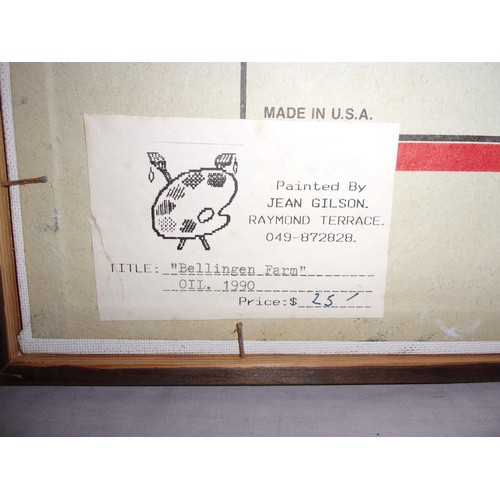 MADE IN U.S.A.
Painted By
JEAN GILSON.
RAYMOND TERRACE.
049-872828.
TITLE: "Bellingen Farm"
OIL. 1990
Price:$ 25'